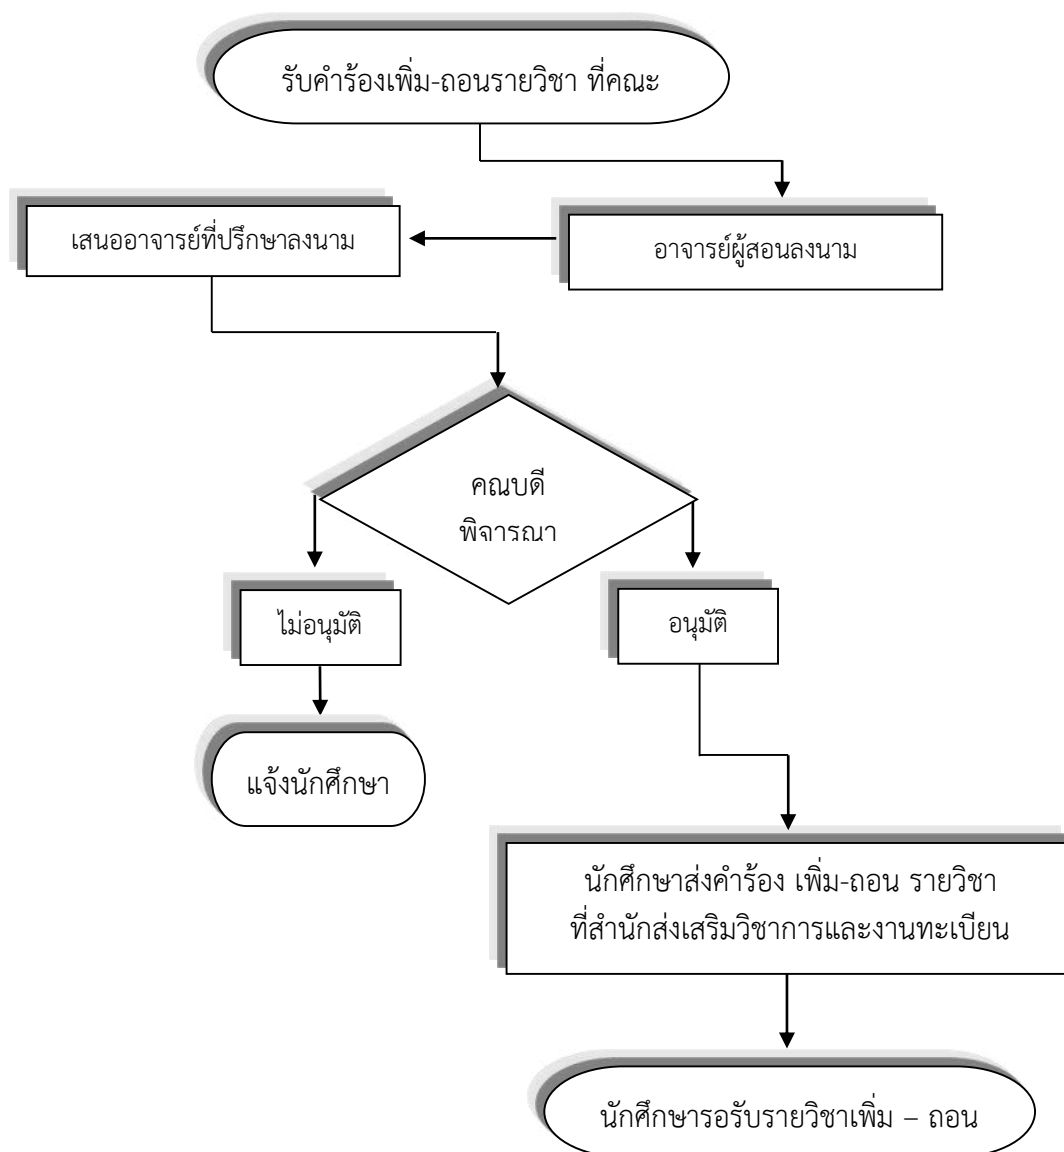 รับคำร้องเพิ่ม-ถอนรายวิชา ที่คณะ
อาจารย์ผู้สอนลงนาม
เสนออาจารย์ที่ปรึกษาลงนาม
คณบดี
พิจารณา
ไม่อนุมัติ
อนุมัติ
แจ้งนักศึกษา
นักศึกษาส่งคำร้อง เพิ่ม-ถอน รายวิชา
ที่สำนักส่งเสริมวิชาการและงานทะเบียน
นักศึกษารอรับรายวิชาเพิ่ม – ถอน